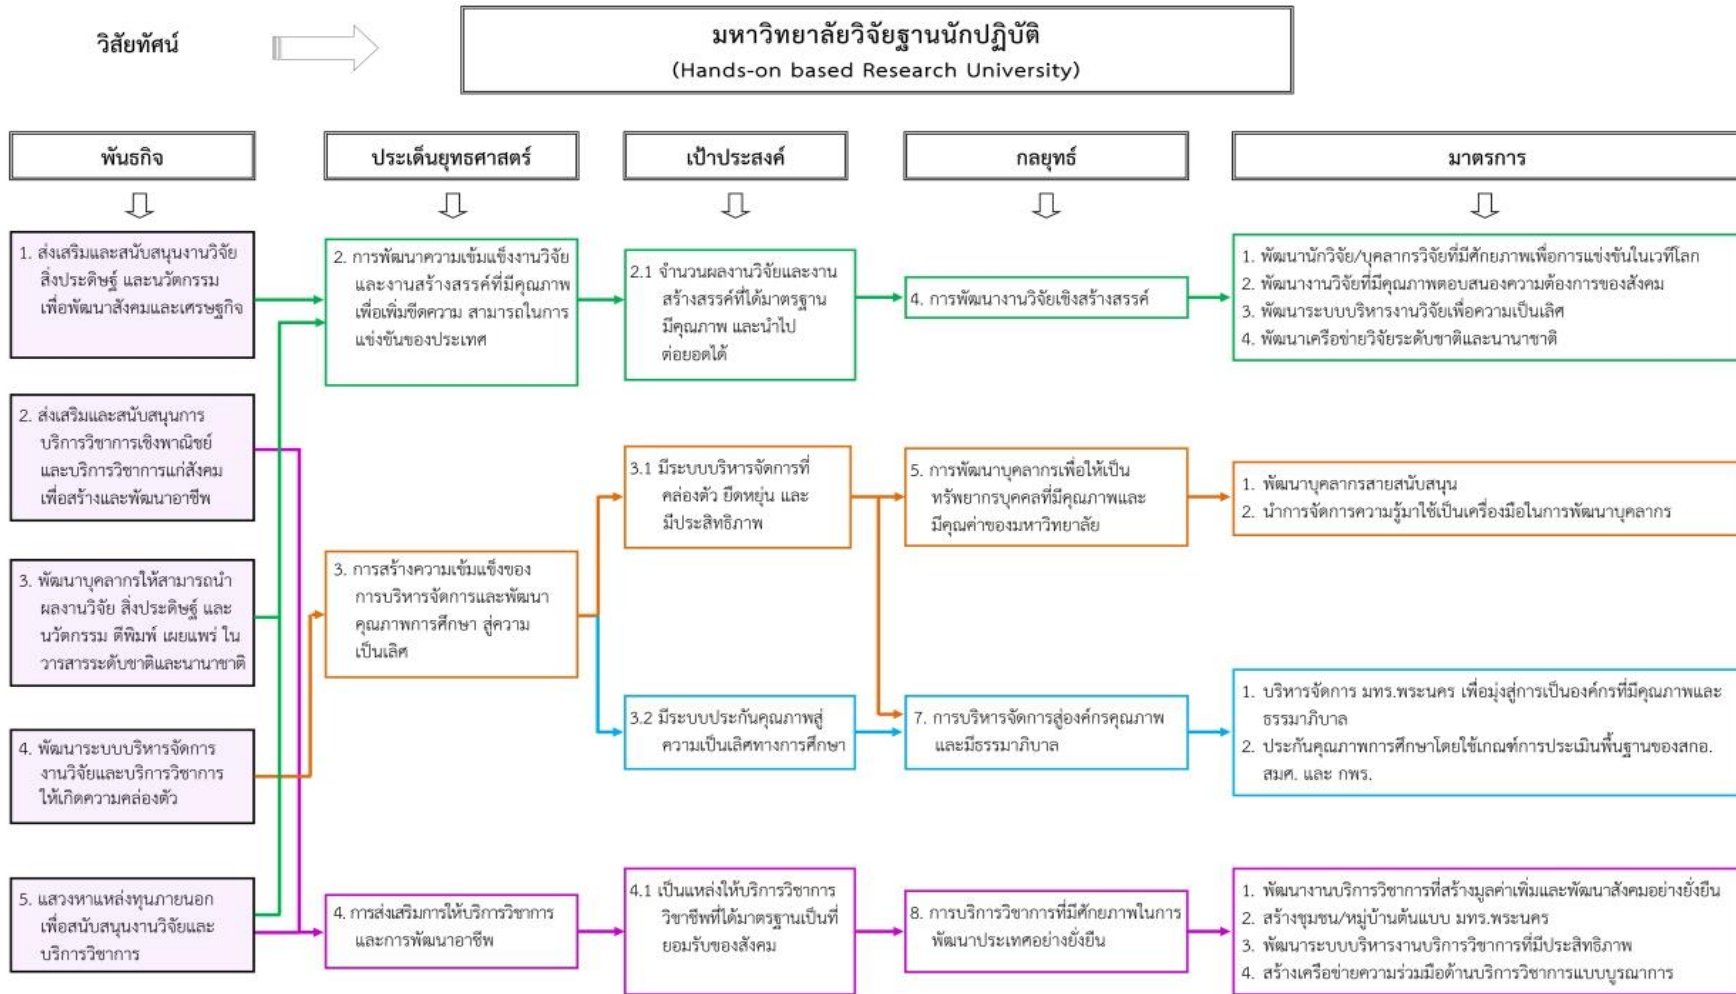 วิสัยทัศน์
มหาวิทยาลัยวิจัยฐานนักปฏิบัติ
(Hands-on based Research University)
พันธกิจ
ประเด็นยุทธศาสตร์
เป้าประสงค์
กลยุทธ์
มาตรการ
1. ส่งเสริมและสนับสนุนงานวิจัย
สิ่งประดิษฐ์ และนวัตกรรม
เพื่อพัฒนาสังคมและเศรษฐกิจ
2. การพัฒนาความเข้มแข็งงานวิจัย
และงานสร้างสรรค์ที่มีคุณภาพ
เพื่อเพิ่มขีดความ สามารถในการ
แข่งขันของประเทศ
2.1 จำนวนผลงานวิจัยและงาน
สร้างสรรค์ที่ได้มาตรฐาน
มีคุณภาพ และนำไป
ต่อยอดได้
4. การพัฒนางานวิจัยเชิงสร้างสรรค์
1. พัฒนานักวิจัย/บุคลากรวิจัยที่มีศักยภาพเพื่อการแข่งขันในเวทีโลก
2. พัฒนางานวิจัยที่มีคุณภาพตอบสนองความต้องการของสังคม
3. พัฒนาระบบบริหารงานวิจัยเพื่อความเป็นเลิศ
4. พัฒนาเครือข่ายวิจัยระดับชาติและนานาชาติ
2. ส่งเสริมและสนับสนุนการ
บริการวิชาการเชิงพาณิชย์
และบริการวิชาการแก่สังคม
เพื่อสร้างและพัฒนาอาชีพ
3. พัฒนาบุคลากรให้สามารถนำ
ผลงานวิจัย สิ่งประดิษฐ์ และ
นวัตกรรม ตีพิมพ์ เผยแพร่ ใน
วารสารระดับชาติและนานาชาติ
4. พัฒนาระบบบริหารจัดการ
งานวิจัยและบริการวิชาการ
ให้เกิดความคล่องตัว
3. การสร้างความเข้มแข็งของ
การบริหารจัดการและพัฒนา
คุณภาพการศึกษา สู่ความ
เป็นเลิศ
3.1 มีระบบบริหารจัดการที่
คล่องตัว ยืดหยุ่น และ
มีประสิทธิภาพ
5. การพัฒนาบุคลากรเพื่อให้เป็น
ทรัพยากรบุคคลที่มีคุณภาพและ
มีคุณค่าของมหาวิทยาลัย
1. พัฒนาบุคลากรสายสนับสนุน
2. นำการจัดการความรู้มาใช้เป็นเครื่องมือในการพัฒนาบุคลากร
3.2 มีระบบประกันคุณภาพสู่
ความเป็นเลิศทางการศึกษา
7. การบริหารจัดการสู่องค์กรคุณภาพ
และมีธรรมาภิบาล
1. บริหารจัดการ มทร.พระนคร เพื่อมุ่งสู่การเป็นองค์กรที่มีคุณภาพและ
ธรรมาภิบาล
2. ประกันคุณภาพการศึกษาโดยใช้เกณฑ์การประเมินพื้นฐานของสกอ.
สมศ. และ กพร.
5. แสวงหาแหล่งทุนภายนอก
เพื่อสนับสนุนงานวิจัยและ
บริการวิชาการ
4. การส่งเสริมการให้บริการวิชาการ
และการพัฒนาอาชีพ
4.1 เป็นแหล่งให้บริการวิชาการ
วิชาชีพที่ได้มาตรฐานเป็นที่
ยอมรับของสังคม
8. การบริการวิชาการที่มีศักยภาพในการ
พัฒนาประเทศอย่างยั่งยืน
1. พัฒนางานบริการวิชาการที่สร้างมูลค่าเพิ่มและพัฒนาสังคมอย่างยั่งยืน
2. สร้างชุมชน/หมู่บ้านต้นแบบ มทร.พระนคร
3. พัฒนาระบบบริหารงานบริการวิชาการที่มีประสิทธิภาพ
4. สร้างเครือข่ายความร่วมมือด้านบริการวิชาการแบบบูรณาการ